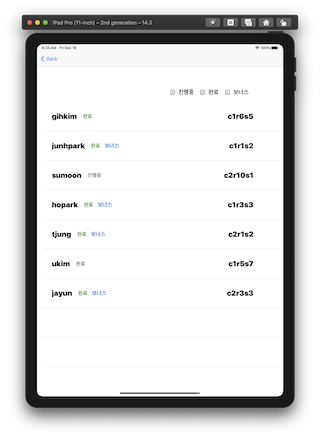 iPad Pro (11-inch) – 2nd generation – 14.3
Fri Dec 18 100%
Back
진행중 완료 보너스
gihkim 완료 c1r6s5
junhpark 완료 보너스 c1r1s2
sumoon 진행중 c2r10s1
hopark 완료 보너스 c1r3s3
tjung 완료 보너스 c2r1s2
ukim 완료 c1r5s7
jayun 완료 보너스 c2r3s3